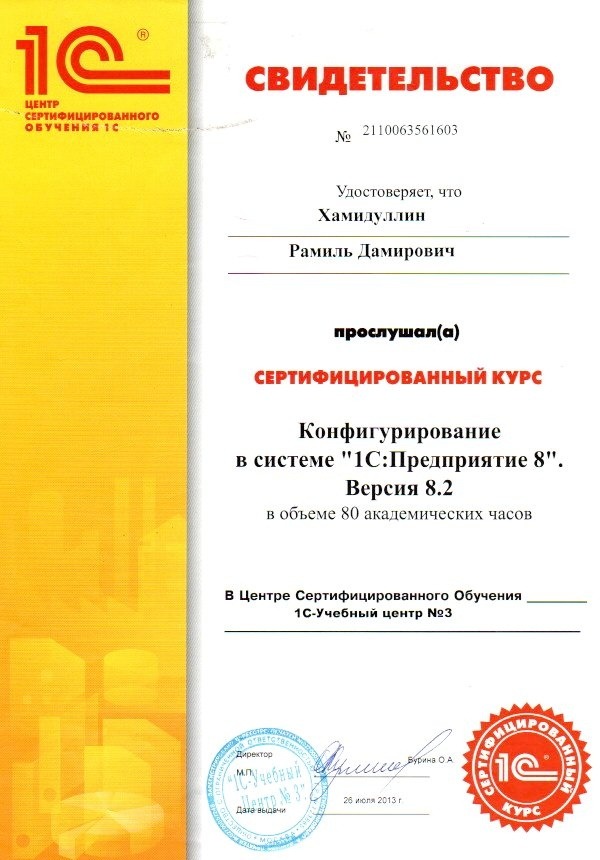 1С®
ЦЕНТР
СЕРТИФИЦИРОВАННОГО
ОБУЧЕНИЯ 1С
СВИДЕТЕЛЬСТВО
№ 2110063561603
Удостоверяет, что
Хамидуллин
Рамиль Дамирович
прослушал(а)
СЕРТИФИЦИРОВАННЫЙ КУРС
Конфигурирование
в системе "1С:Предприятие 8".
Версия 8.2
в объеме 80 академических часов
В Центре Сертифицированного Обучения
1С-Учебный центр №3
Директор
Бурина О.А.
М.П.
26 июля 2013 г.
Дата выдачи
"1С-Учебный
Центр № 3"
МОСКВА
СЕРТИФИЦИРОВАННЫЙ
1С
КУРС